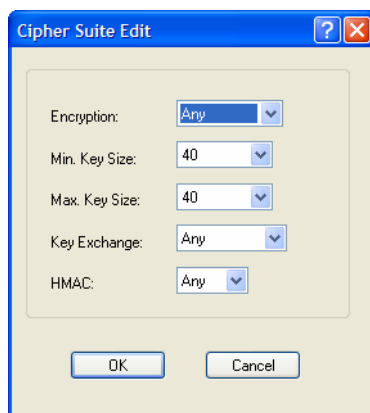 Cipher Suite Edit ?
Encryption: Any
Min. Key Size: 40
Max. Key Size: 40
Key Exchange: Any
HMAC: Any
OK Cancel